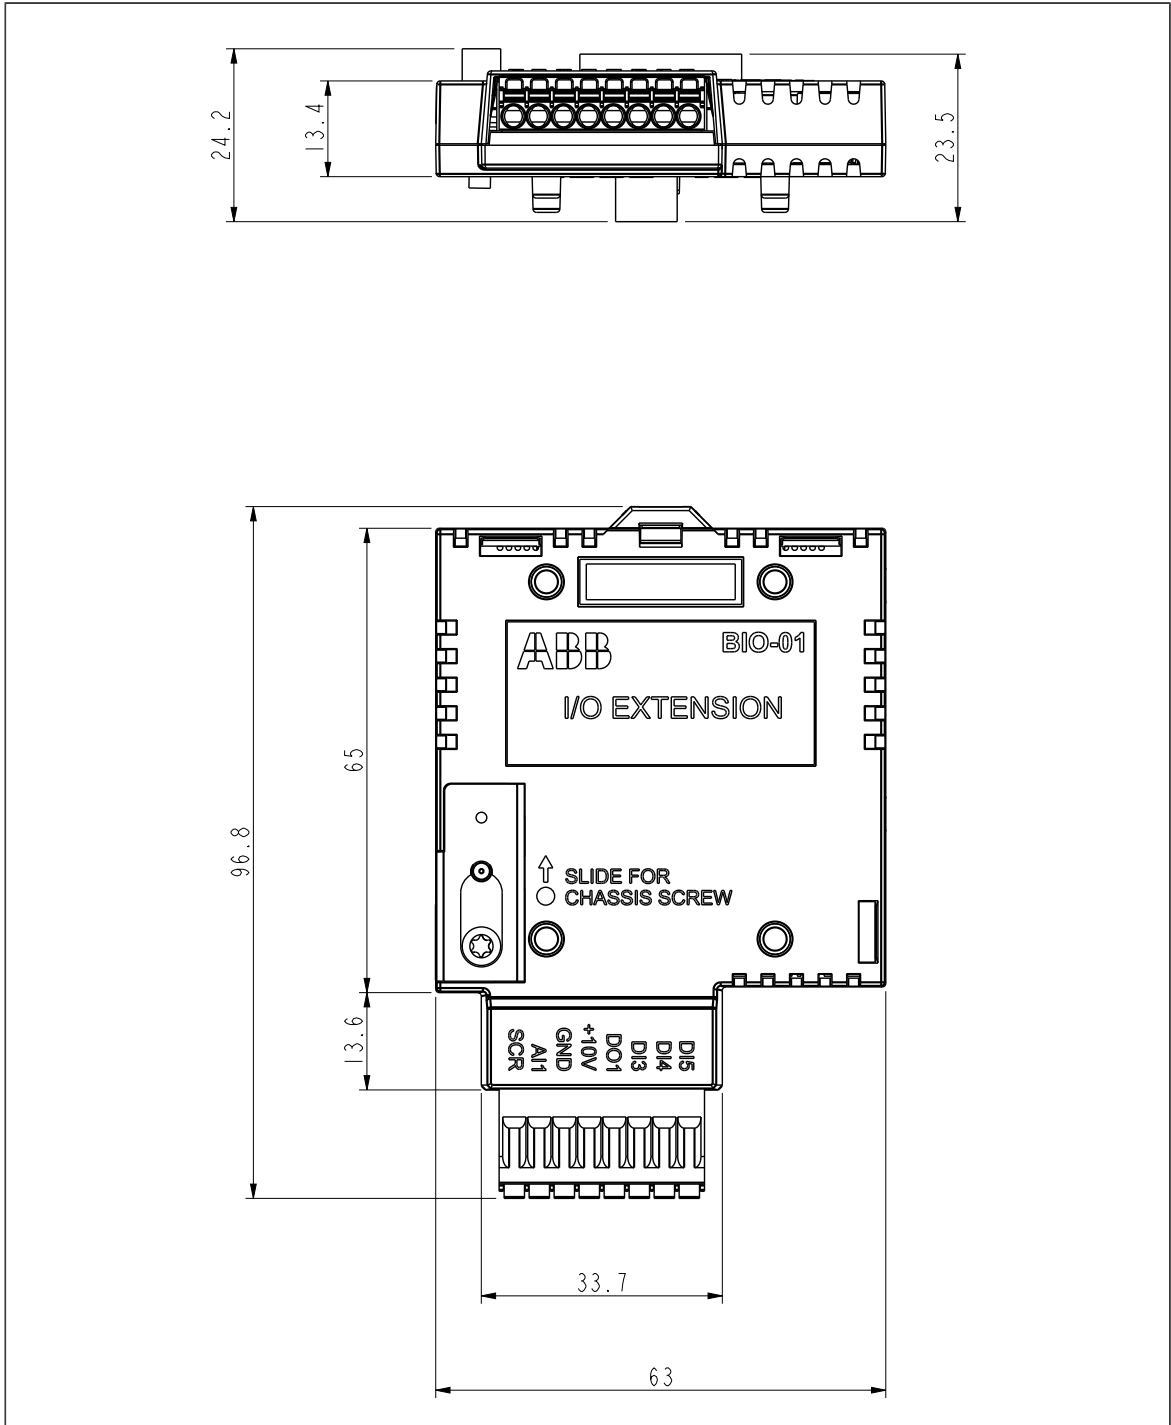 24.2
13.4
23.5
ABB
BIO-01
I/O EXTENSION
65
96.8
SLIDE FOR
CHASSIS SCREW
13.6
SCR
AI1
GND
+10V
DO1
DI3
DI4
DI5
33.7
63